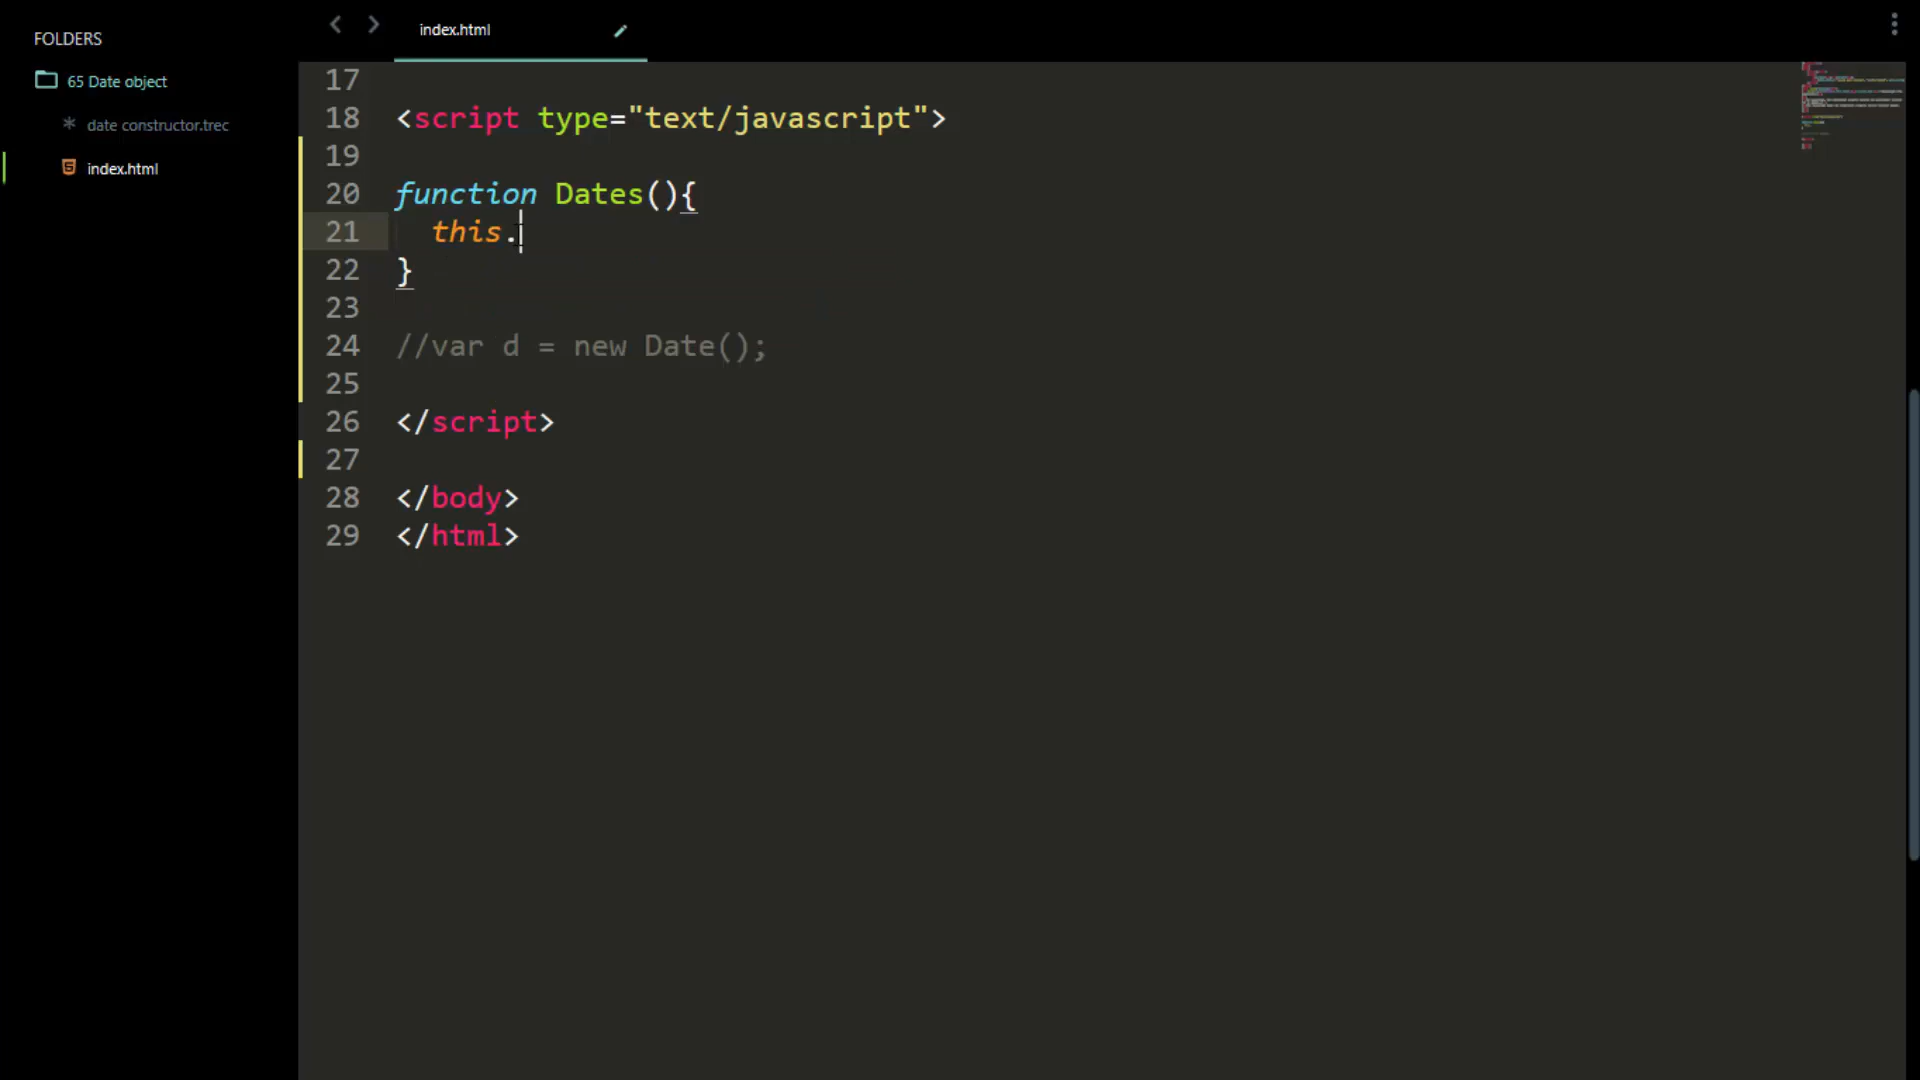 FOLDERS
65 Date object
* date constructor.trec
index.html
index.html
17
18 <script type="text/javascript">
19
20 function Dates(){
21 this.
22 }
23
24 //var d = new Date();
25
26 </script>
27
28 </body>
29 </html>